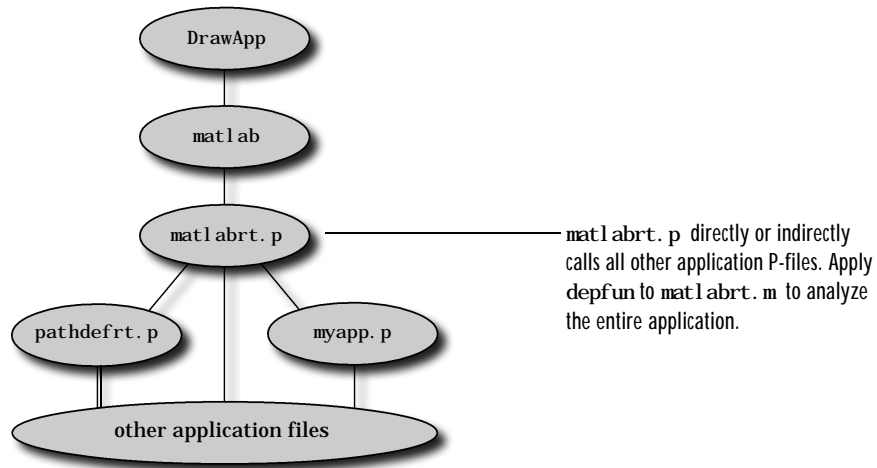 DrawApp
matlab
matlabrt.p
matlabrt.p directly or indirectly
calls all other application P-files. Apply
depfun to matlabrt.m to analyze
the entire application.
pathdefrt.p
myapp.p
other application files